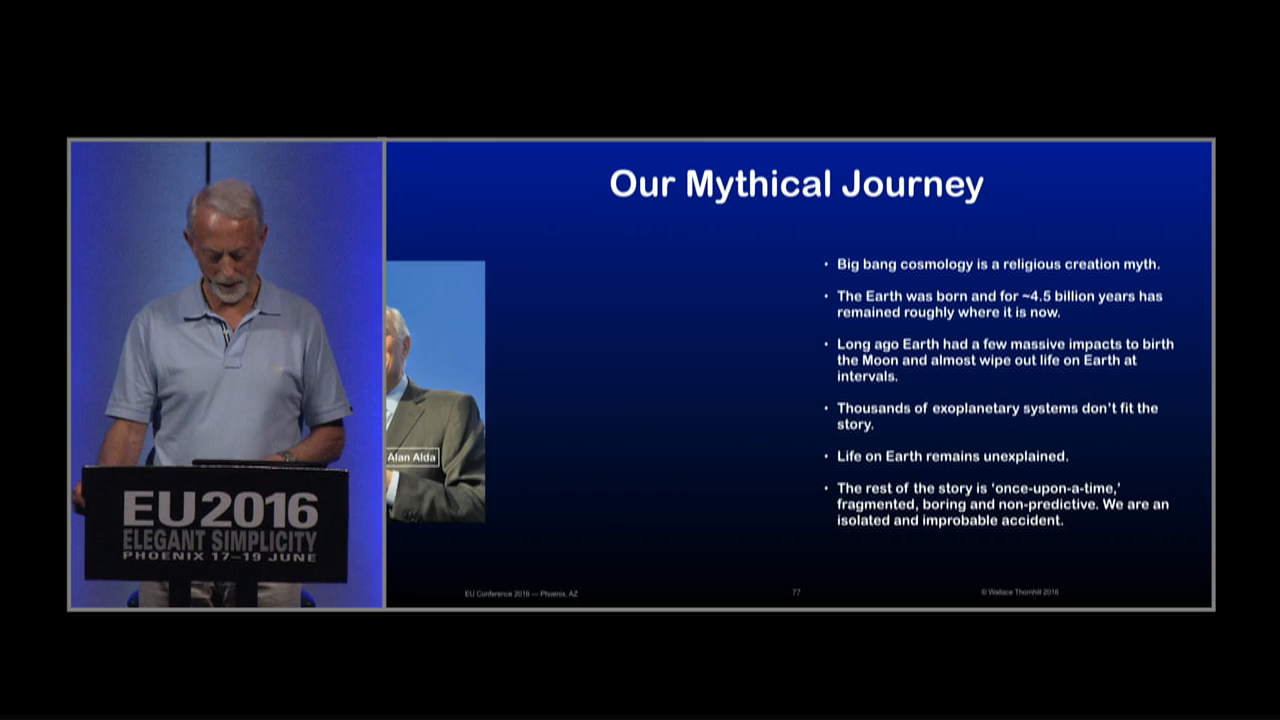 Our Mythical Journey
• Big bang cosmology is a religious creation myth.
• The Earth was born and for ~4.5 billion years has
remained roughly where it is now.
• Long ago Earth had a few massive impacts to birth
the Moon and almost wipe out life on Earth at
intervals.
• Thousands of exoplanetary systems don't fit the
story.
• Life on Earth remains unexplained.
• The rest of the story is 'once-upon-a-time,'
fragmented, boring and non-predictive. We are an
isolated and improbable accident.
Alan Alda
EU2016
ELEGANT SIMPLICITY
PHOENIX 17–19 JUNE
EU Conference 2016 — Phoenix, AZ
77
© Wallace Thornhill 2016